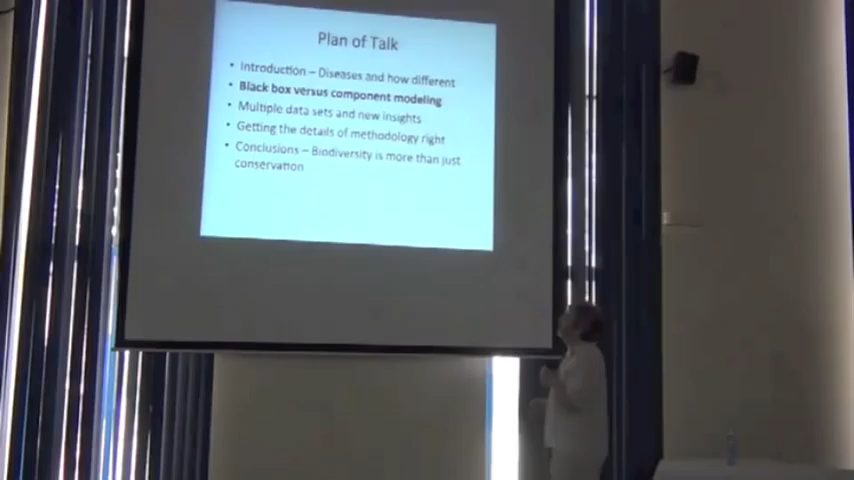 Plan of Talk
• Introduction – Diseases and how different
• Black box versus component modeling
• Multiple data sets and new insights
• Getting the details of methodology right
• Conclusions – Biodiversity is more than just
conservation